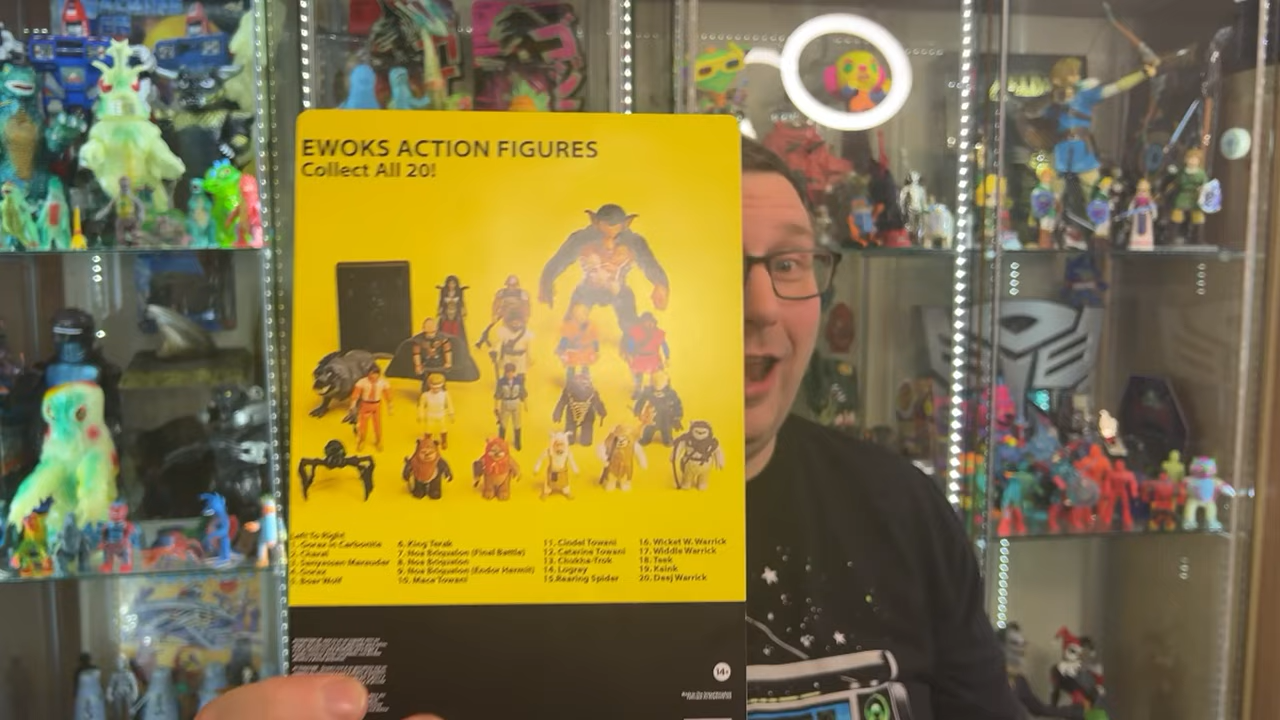 EWOKS ACTION FIGURES
Collect All 20!
Left To Right
1. Gorax in Carbonite
2. Charal
3. Sanyassan Marauder
4. Gorax
5. Boar Wolf
6. King Terak
7. Noa Briqualon (Final Battle)
8. Noa Briqualon
9. Noa Briqualon (Endor Hermit)
10. Mace Towani
11. Cindel Towani
12. Catarine Towani
13. Chukha-Trok
14. Logray
15. Rearing Spider
16. Wicket W. Warrick
17. Widdle Warrick
18. Teek
19. Kaink
20. Deej Warrick
14+